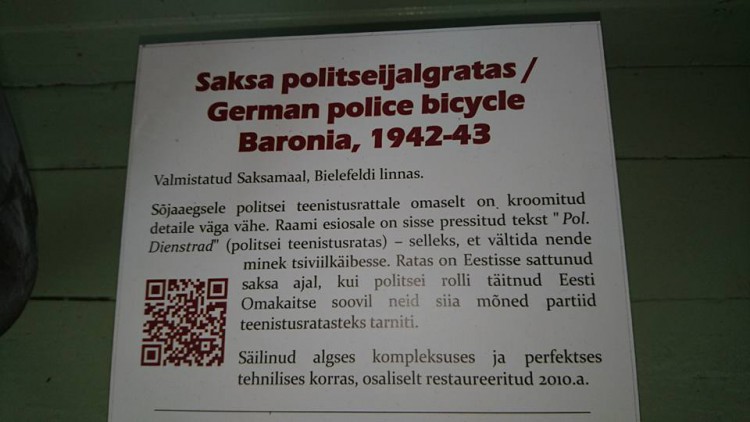 Saksa politseijalgratas /
German police bicycle
Baronia, 1942-43
Valmistatud Saksamaal, Bielefeldi linnas.
Sõjaaegsele politsei teenistusrattale omaselt on kroomitud
detaile väga vähe. Raami esiosale on sisse pressitud tekst " Pol.
Dienstrad" (politsei teenistusratas) – selleks, et vältida nende
minek tsiviilkäibesse. Ratas on Eestisse sattunud
saksa ajal, kui politsei rolli täitnud Eesti
Omakaitse soovil neid siia mõned partiid
teenistusratasteks tarniti.
Säilinud algses kompleksuses ja perfektses
tehnilises korras, osaliselt restaureeritud 2010.a.